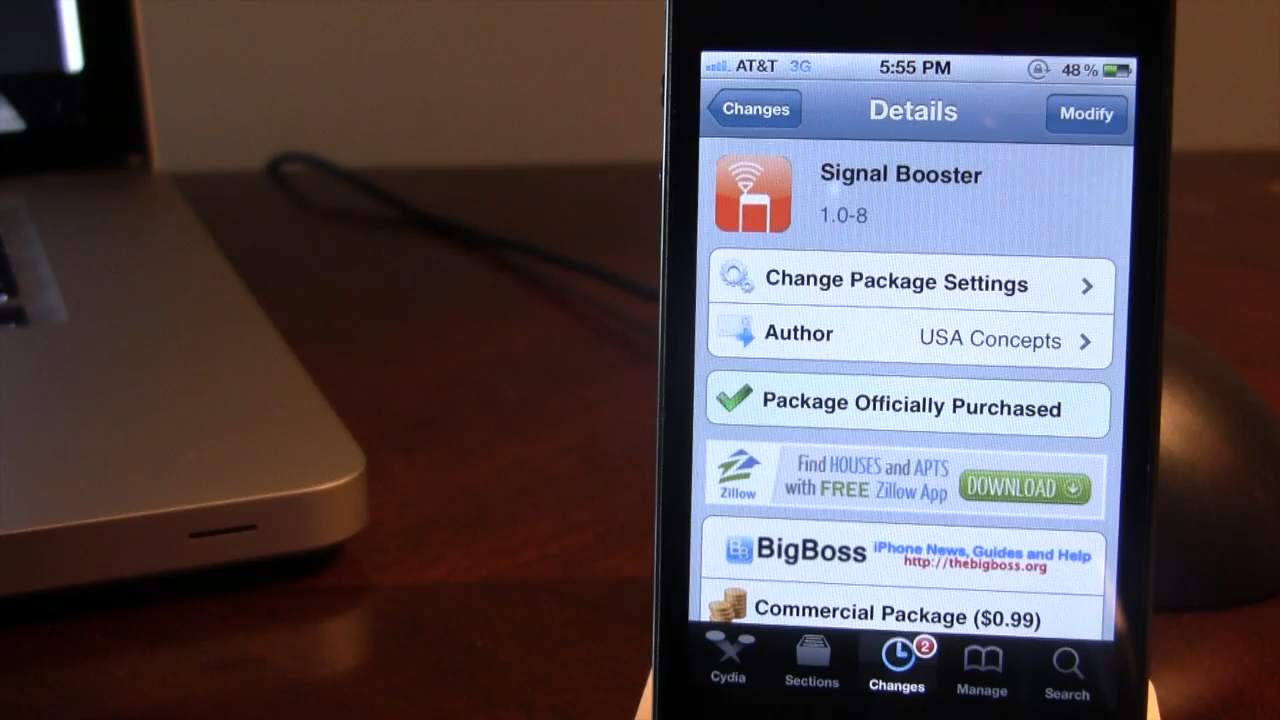 AT&T 3G 5:55 PM 48%
Changes Details Modify
Signal Booster
1.0-8
Change Package Settings
Author USA Concepts
Package Officially Purchased
Find HOUSES and APTS
with FREE Zillow App
DOWNLOAD
Zillow
BB BigBoss iPhone News, Guides and Help
http://thebigboss.org
Commercial Package ($0.99)
2
Cydia Sections Changes Manage Search